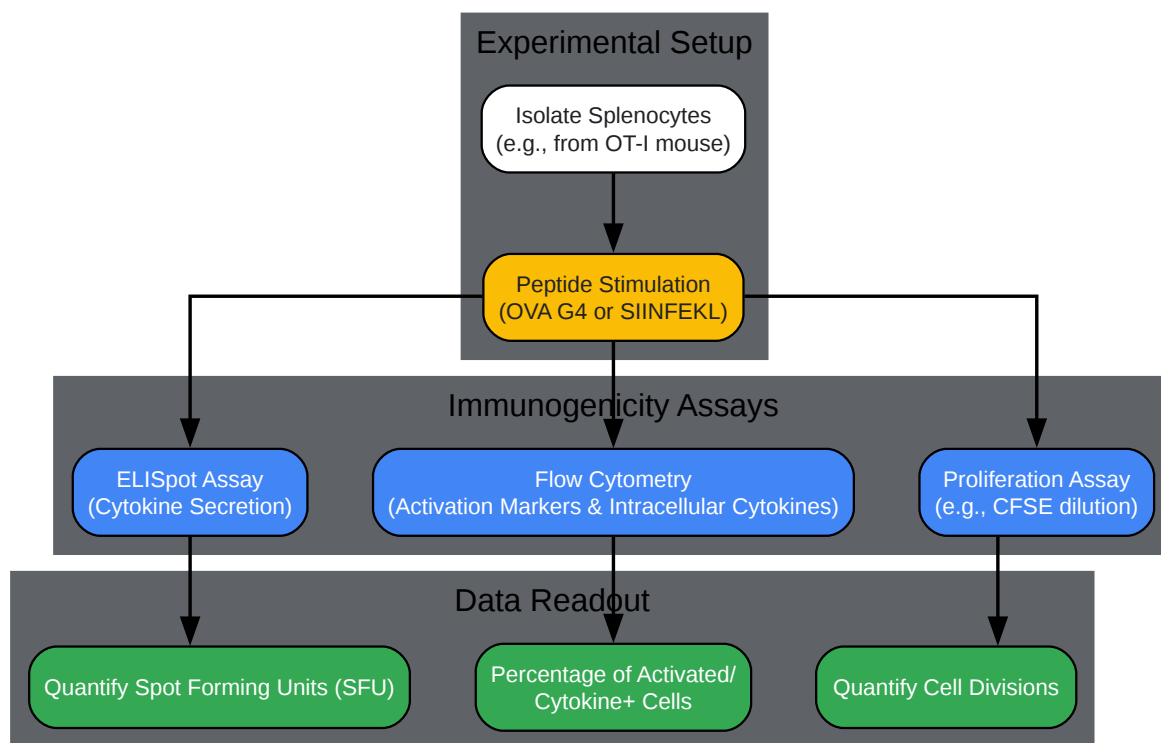 Experimental Setup
Isolate Splenocytes
(e.g., from OT-I mouse)
Peptide Stimulation
(OVA G4 or SIINFEKL)
Immunogenicity Assays
ELISpot Assay
(Cytokine Secretion)
Flow Cytometry
(Activation Markers & Intracellular Cytokines)
Proliferation Assay
(e.g., CFSE dilution)
Data Readout
Quantify Spot Forming Units (SFU)
Percentage of Activated/
Cytokine+ Cells
Quantify Cell Divisions